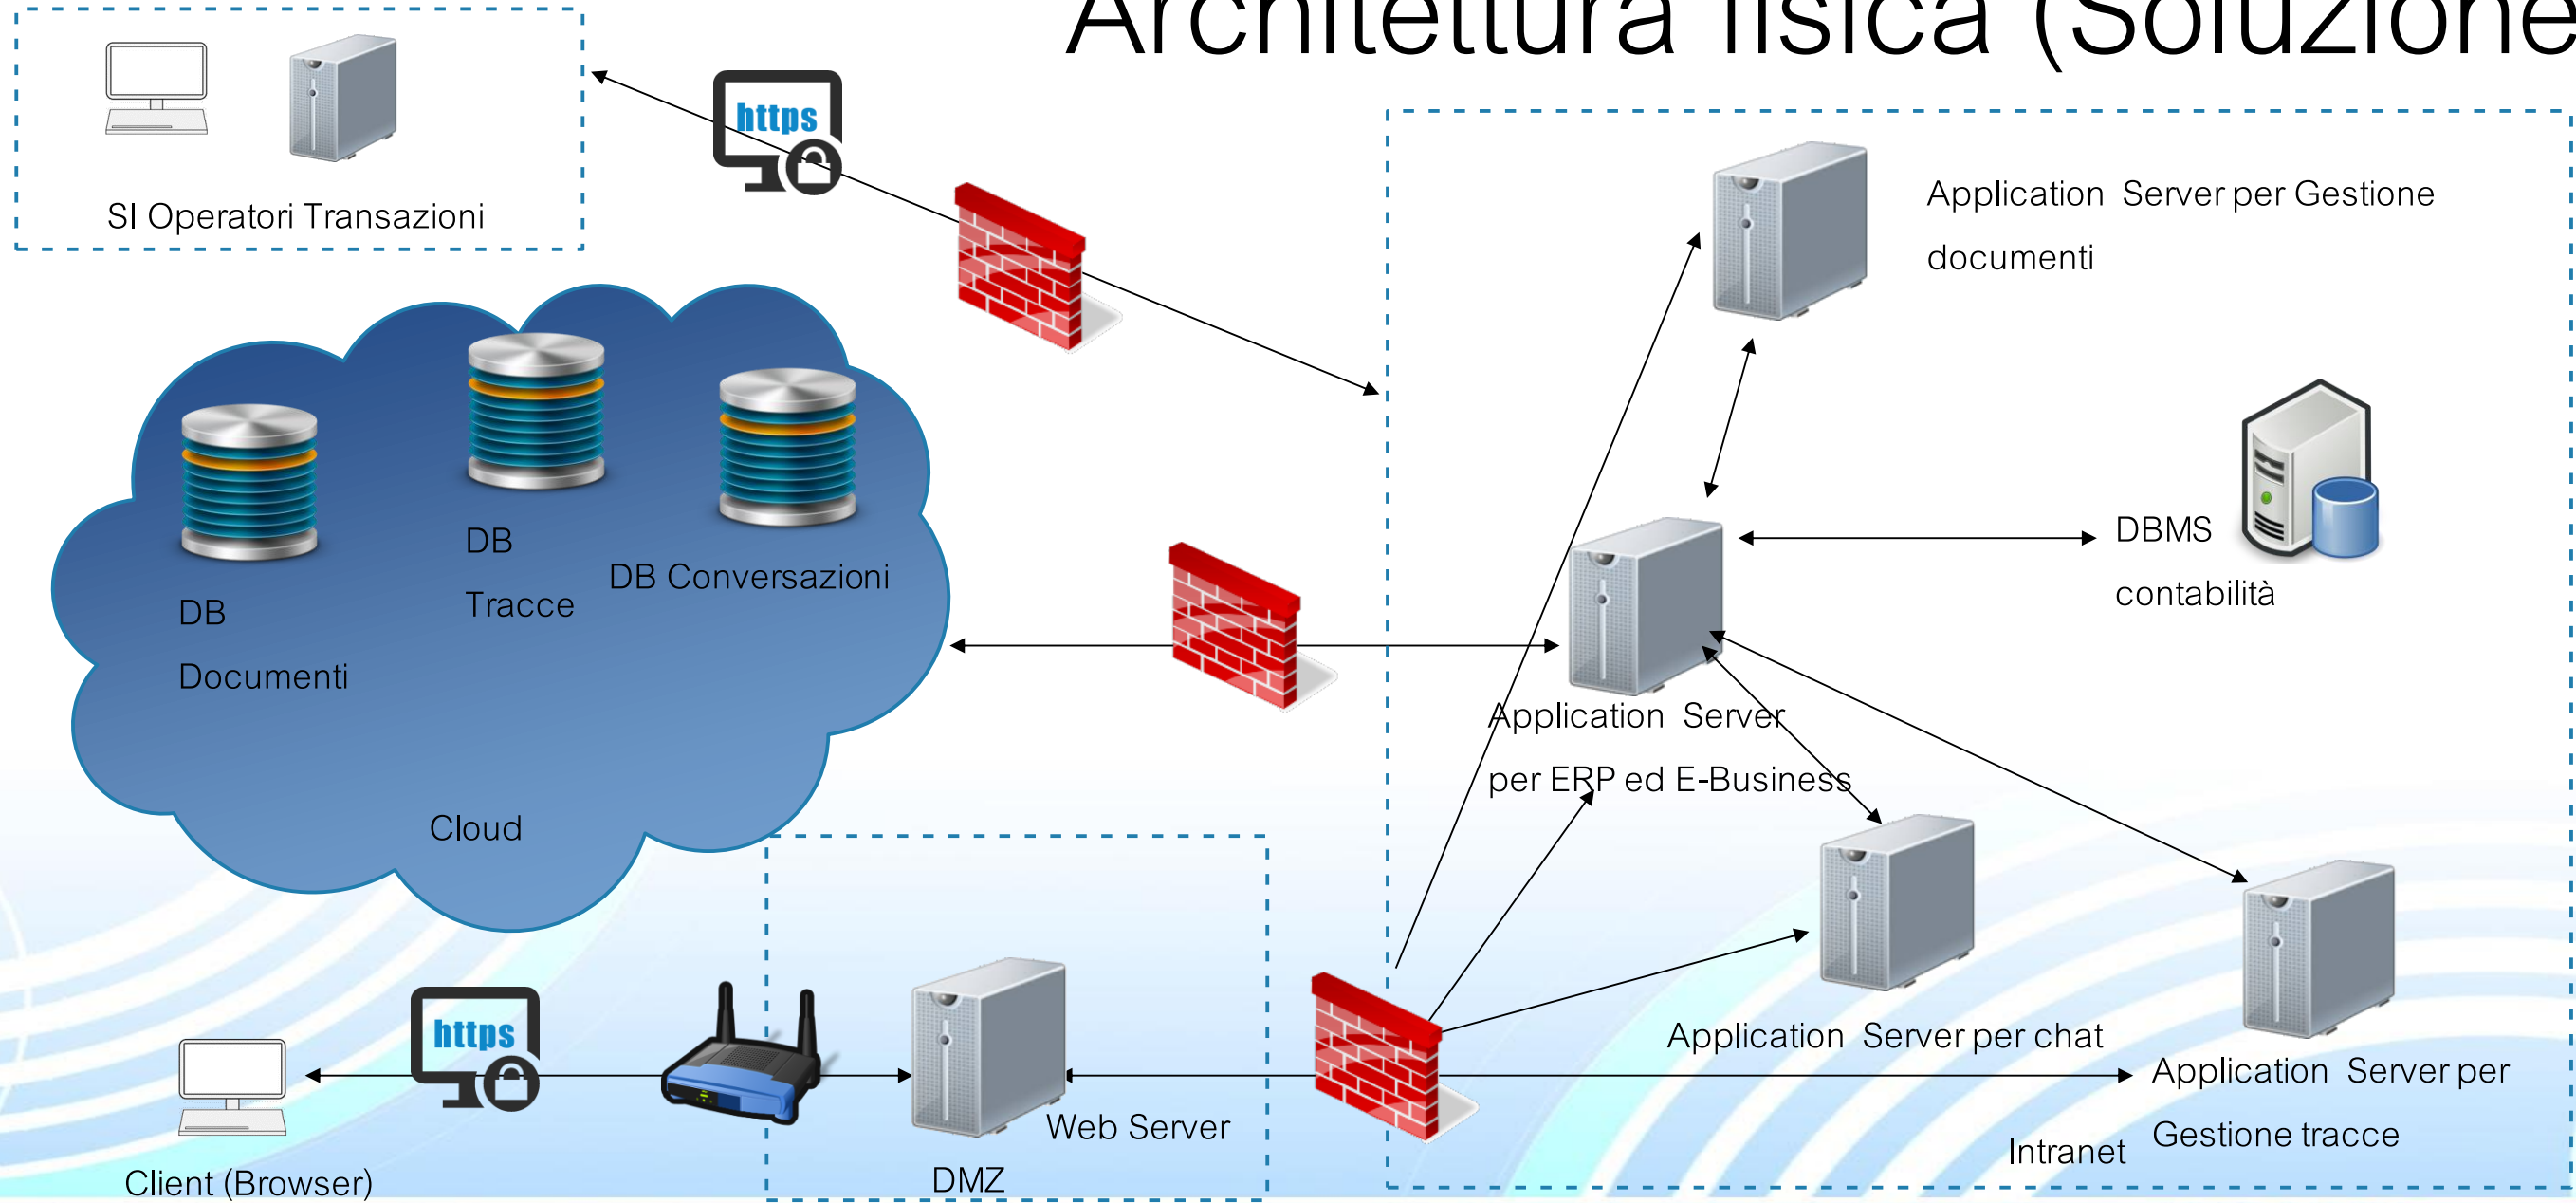 Architettura fisica (Soluzione
https
SI Operatori Transazioni
Application Server per Gestione
documenti
DB
Documenti
DB
Tracce
DB Conversazioni
Cloud
DBMS
contabilità
Application Server
per ERP ed E-Business
Application Server per chat
Application Server per
Gestione tracce
Intranet
https
Client (Browser)
Web Server
DMZ